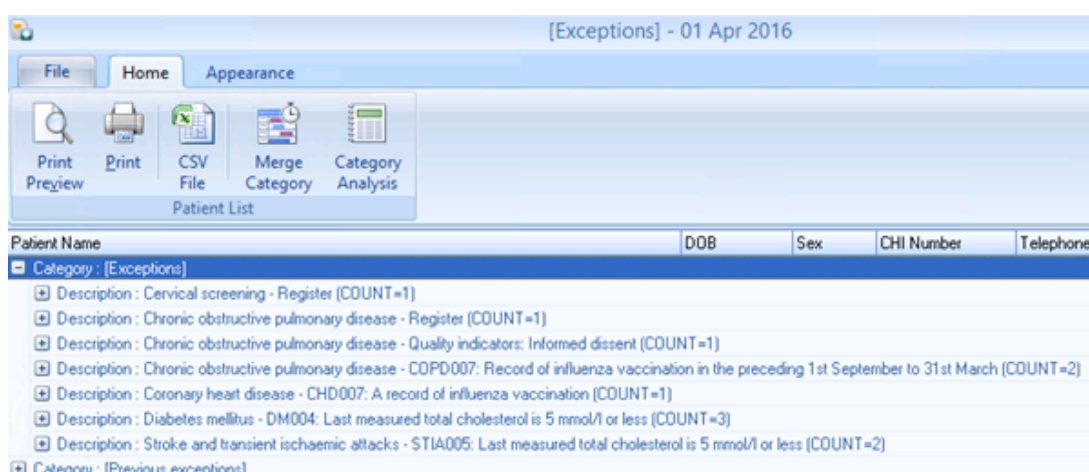 [Exceptions] - 01 Apr 2016
File Home Appearance
Print Preview Print CSV File Merge Category Category Analysis
Patient List
Patient Name DOB Sex CHI Number Telephone
Category : [Exceptions]
Description : Cervical screening - Register (COUNT=1)
Description : Chronic obstructive pulmonary disease - Register (COUNT=1)
Description : Chronic obstructive pulmonary disease - Quality indicators: Informed dissent (COUNT=1)
Description : Chronic obstructive pulmonary disease - COPD007: Record of influenza vaccination in the preceding 1st September to 31st March (COUNT=2)
Description : Coronary heart disease - CHD007: A record of influenza vaccination (COUNT=1)
Description : Diabetes mellitus - DM004: Last measured total cholesterol is 5 mmol/l or less (COUNT=3)
Description : Stroke and transient ischaemic attacks - STIA005: Last measured total cholesterol is 5 mmol/l or less (COUNT=2)
Category : [Previous exceptions]